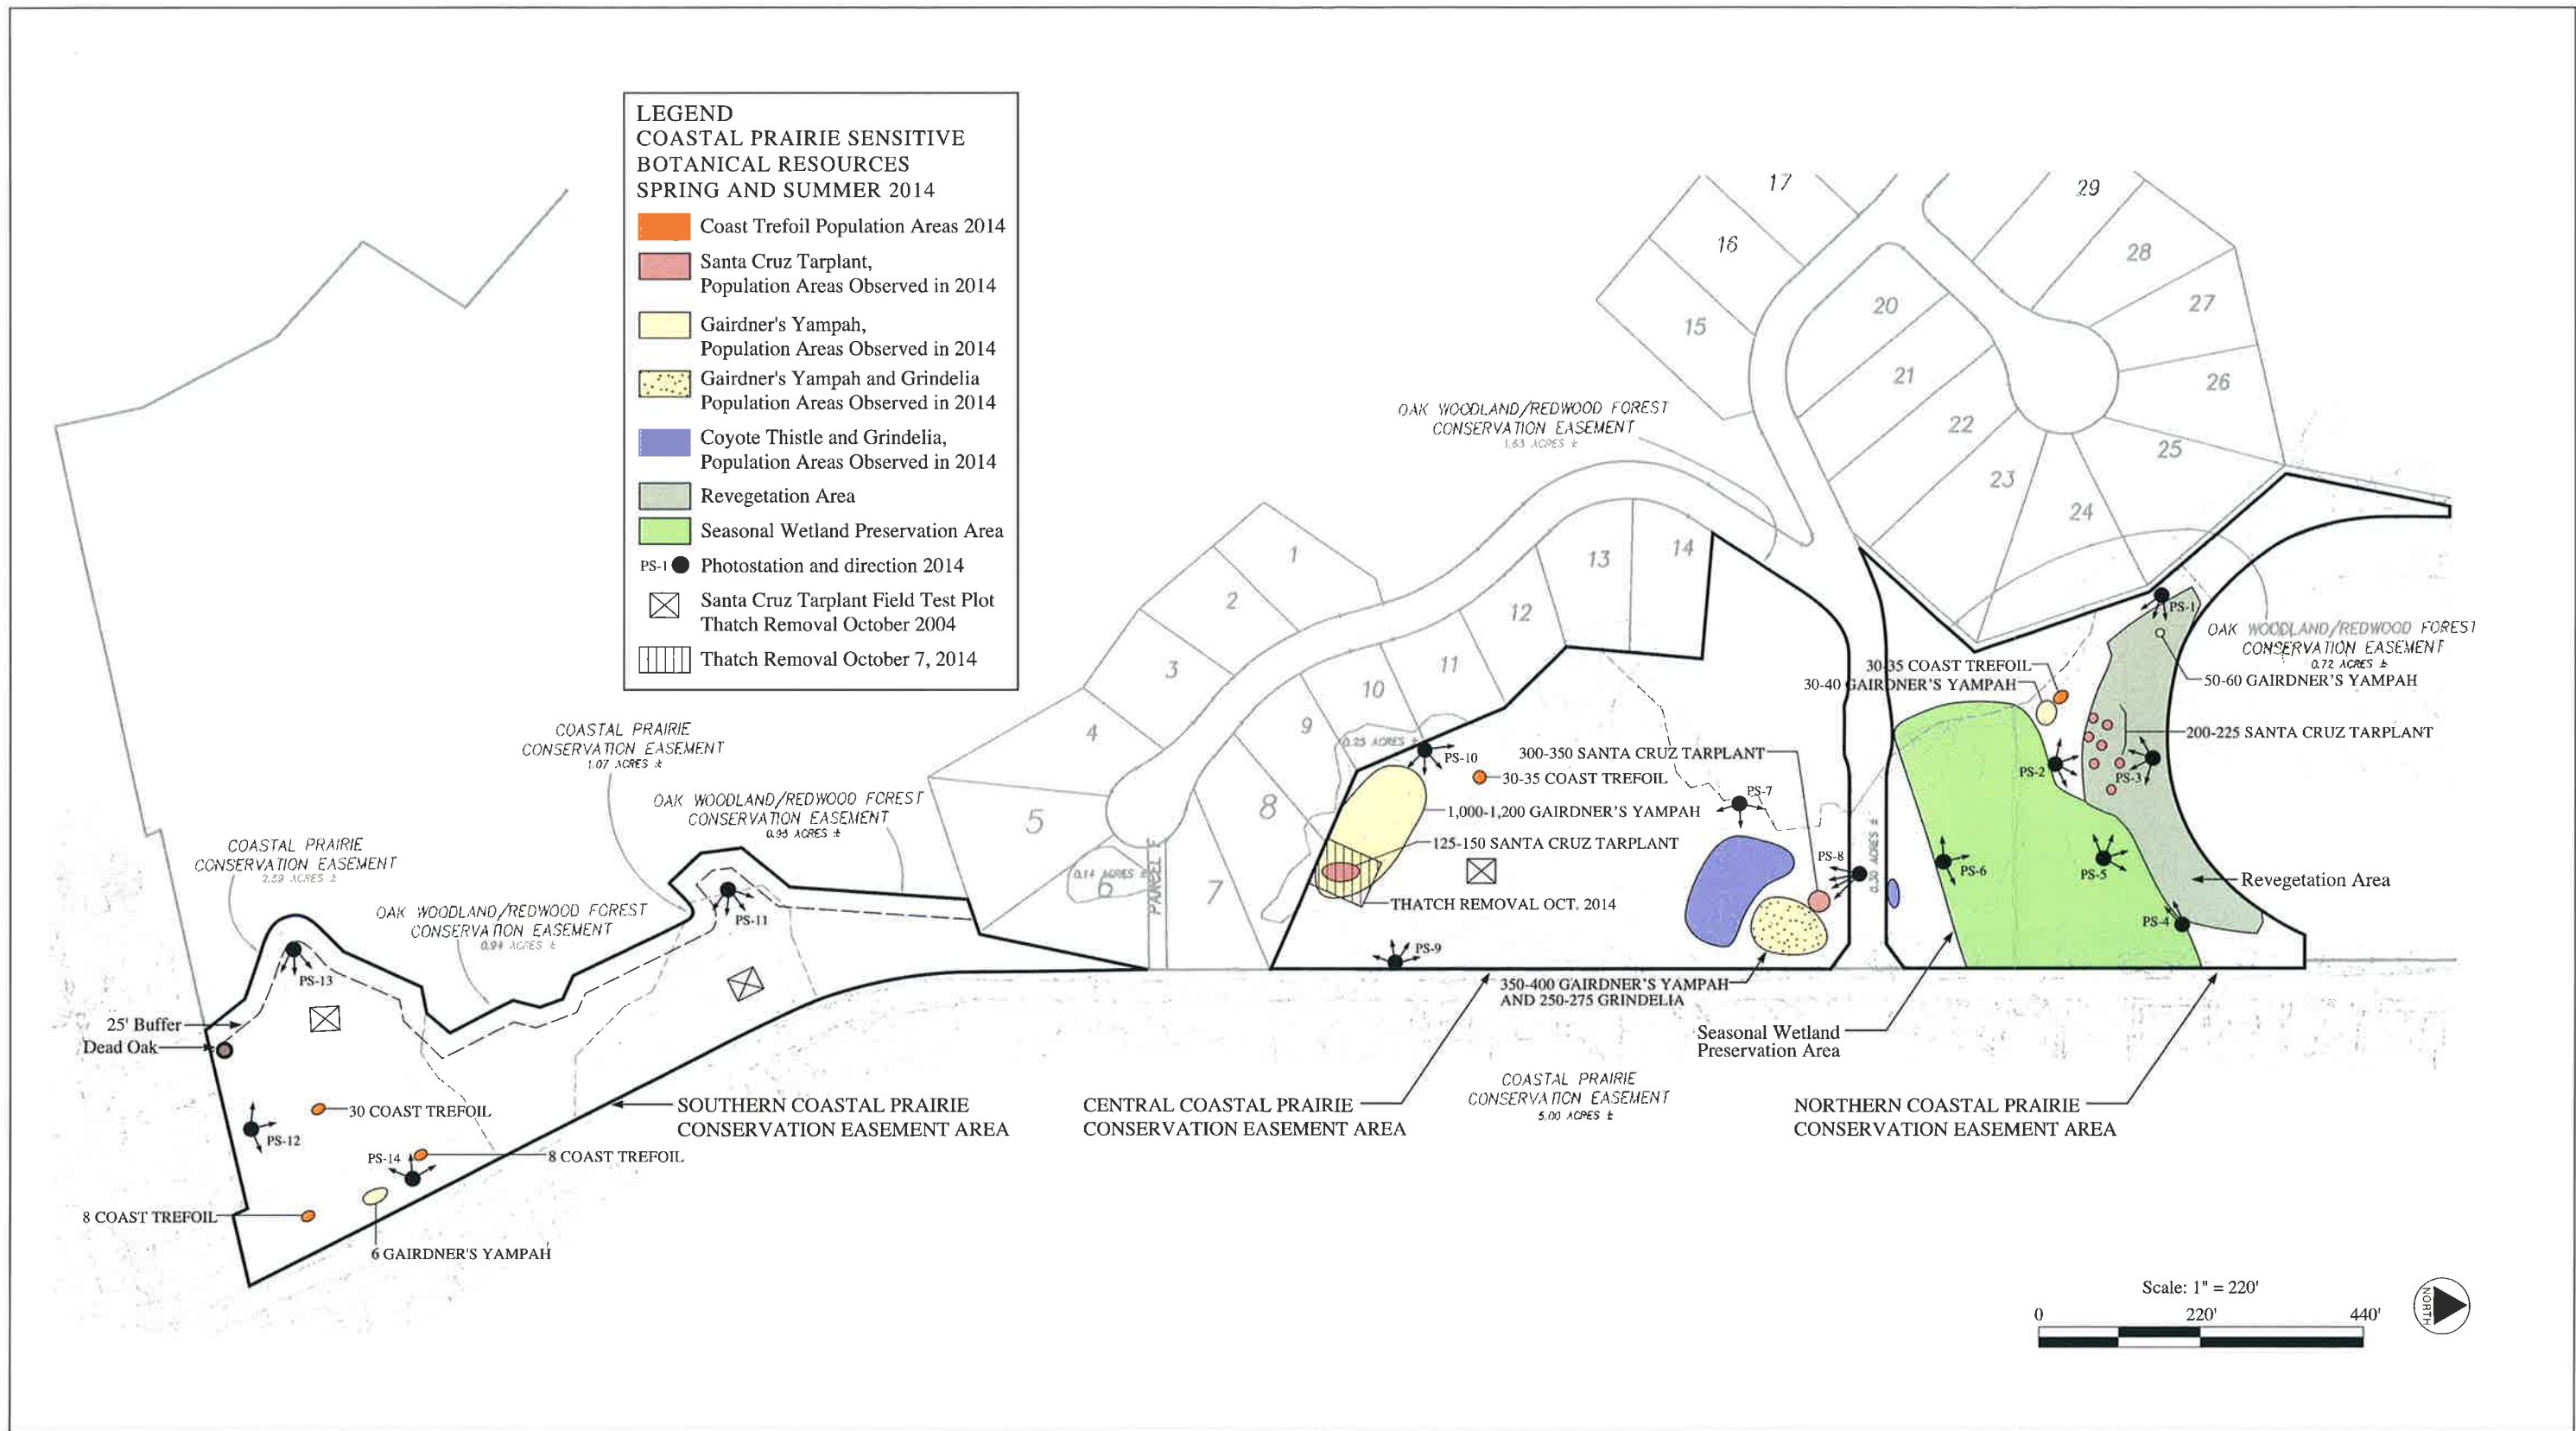 LEGEND
COASTAL PRAIRIE SENSITIVE
BOTANICAL RESOURCES
SPRING AND SUMMER 2014
Coast Trefoil Population Areas 2014
Santa Cruz Tarplant,
Population Areas Observed in 2014
Gairdner's Yampah,
Population Areas Observed in 2014
Gairdner's Yampah and Grindelia
Population Areas Observed in 2014
Coyote Thistle and Grindelia,
Population Areas Observed in 2014
Revegetation Area
Seasonal Wetland Preservation Area
PS-1 Photostation and direction 2014
Santa Cruz Tarplant Field Test Plot
Thatch Removal October 2004
Thatch Removal October 7, 2014
17
29
16
28
15
20
27
21
26
22
25
23
24
OAK WOODLAND/REDWOOD FOREST
CONSERVATION EASEMENT
1.63 ACRES ±
1
2
3
4
5
6
7
8
9
10
11
12
13
14
0.14 ACRES ±
PARCEL E
0.25 ACRES ±
0.30 ACRES ±
PS-1
OAK WOODLAND/REDWOOD FOREST
CONSERVATION EASEMENT
0.72 ACRES ±
30-35 COAST TREFOIL
30-40 GAIRDNER'S YAMPAH
50-60 GAIRDNER'S YAMPAH
200-225 SANTA CRUZ TARPLANT
PS-2
PS-3
PS-4
PS-5
PS-6
Revegetation Area
PS-7
PS-8
300-350 SANTA CRUZ TARPLANT
PS-10
30-35 COAST TREFOIL
1,000-1,200 GAIRDNER'S YAMPAH
125-150 SANTA CRUZ TARPLANT
THATCH REMOVAL OCT. 2014
PS-9
350-400 GAIRDNER'S YAMPAH
AND 250-275 GRINDELIA
Seasonal Wetland
Preservation Area
COASTAL PRAIRIE
CONSERVATION EASEMENT
1.07 ACRES ±
OAK WOODLAND/REDWOOD FOREST
CONSERVATION EASEMENT
COASTAL PRAIRIE
CONSERVATION EASEMENT
2.59 ACRES ±
OAK WOODLAND/REDWOOD FOREST
CONSERVATION EASEMENT
0.94 ACRES ±
PS-11
PS-13
25' Buffer
Dead Oak
30 COAST TREFOIL
PS-12
PS-14
8 COAST TREFOIL
8 COAST TREFOIL
6 GAIRDNER'S YAMPAH
SOUTHERN COASTAL PRAIRIE
CONSERVATION EASEMENT AREA
CENTRAL COASTAL PRAIRIE
CONSERVATION EASEMENT AREA
COASTAL PRAIRIE
CONSERVATION EASEMENT
5.00 ACRES ±
NORTHERN COASTAL PRAIRIE
CONSERVATION EASEMENT AREA
Scale: 1" = 220'
0 220' 440'
NORTH